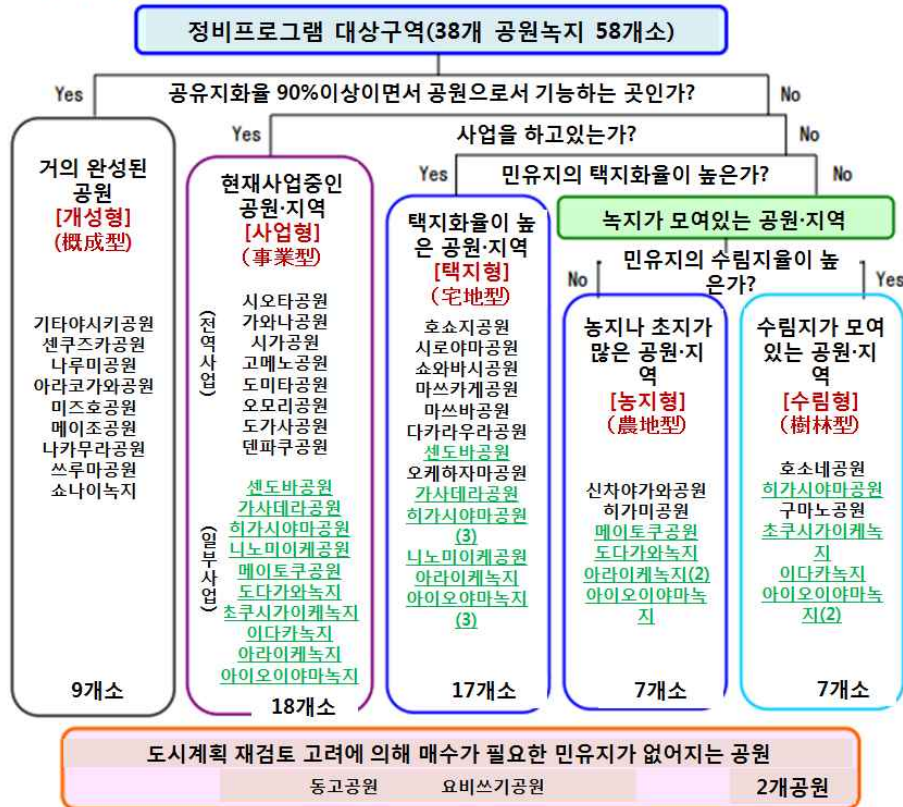 정비프로그램 대상구역(38개 공원녹지 58개소)
Yes
공유지화율 90%이상이면서 공원으로서 기능하는 곳인가?
No
거의 완성된
공원
[개성형]
(概成型)
기타야시키공원
센쿠즈카공원
나루미공원
아라코가와공원
미즈호공원
메이조공원
나카무라공원
쓰루마공원
쇼나이녹지
9개소
Yes
사업을 하고있는가?
No
현재사업중인
공원·지역
[사업형]
(事業型)
(전역사업)
시오타공원
가와나공원
시가공원
고메노공원
도미타공원
오모리공원
도가사공원
덴파쿠공원
(일부사업)
센도바공원
가사데라공원
히가시야마공원
니노미이케공원
메이토쿠공원
도다가와녹지
초쿠시가이케녹지
이다카녹지
아라이케녹지
아이오이야마녹지
18개소
Yes
민유지의 택지화율이 높은가?
No
택지화율이 높
은 공원·지역
[택지형]
(宅地型)
호쇼지공원
시로야마공원
쇼와바시공원
마쓰카게공원
마쓰바공원
다카라우라공원
센도바공원
오케하자마공원
가사데라공원
히가시야마공원
(3)
니노미이케공원
아라이케녹지
아이오야마녹지
(3)
17개소
녹지가 모여있는 공원·지역
No
민유지의 수림지율이 높
은가?
Yes
농지나 초지가
많은 공원·지
역
[농지형]
(農地型)
신차야가와공원
히가미공원
메이토쿠공원
도다가와녹지
아라이케녹지(2)
아이오이야마녹
지
7개소
수림지가 모여
있는 공원·지
역
[수림형]
(樹林型)
호소네공원
히가시야마공원
구마노공원
초쿠시가이케녹
지
이다카녹지
아이오이야마녹
지(2)
7개소
도시계획 재검토 고려에 의해 매수가 필요한 민유지가 없어지는 공원
동고공원 요비쓰기공원 2개공원